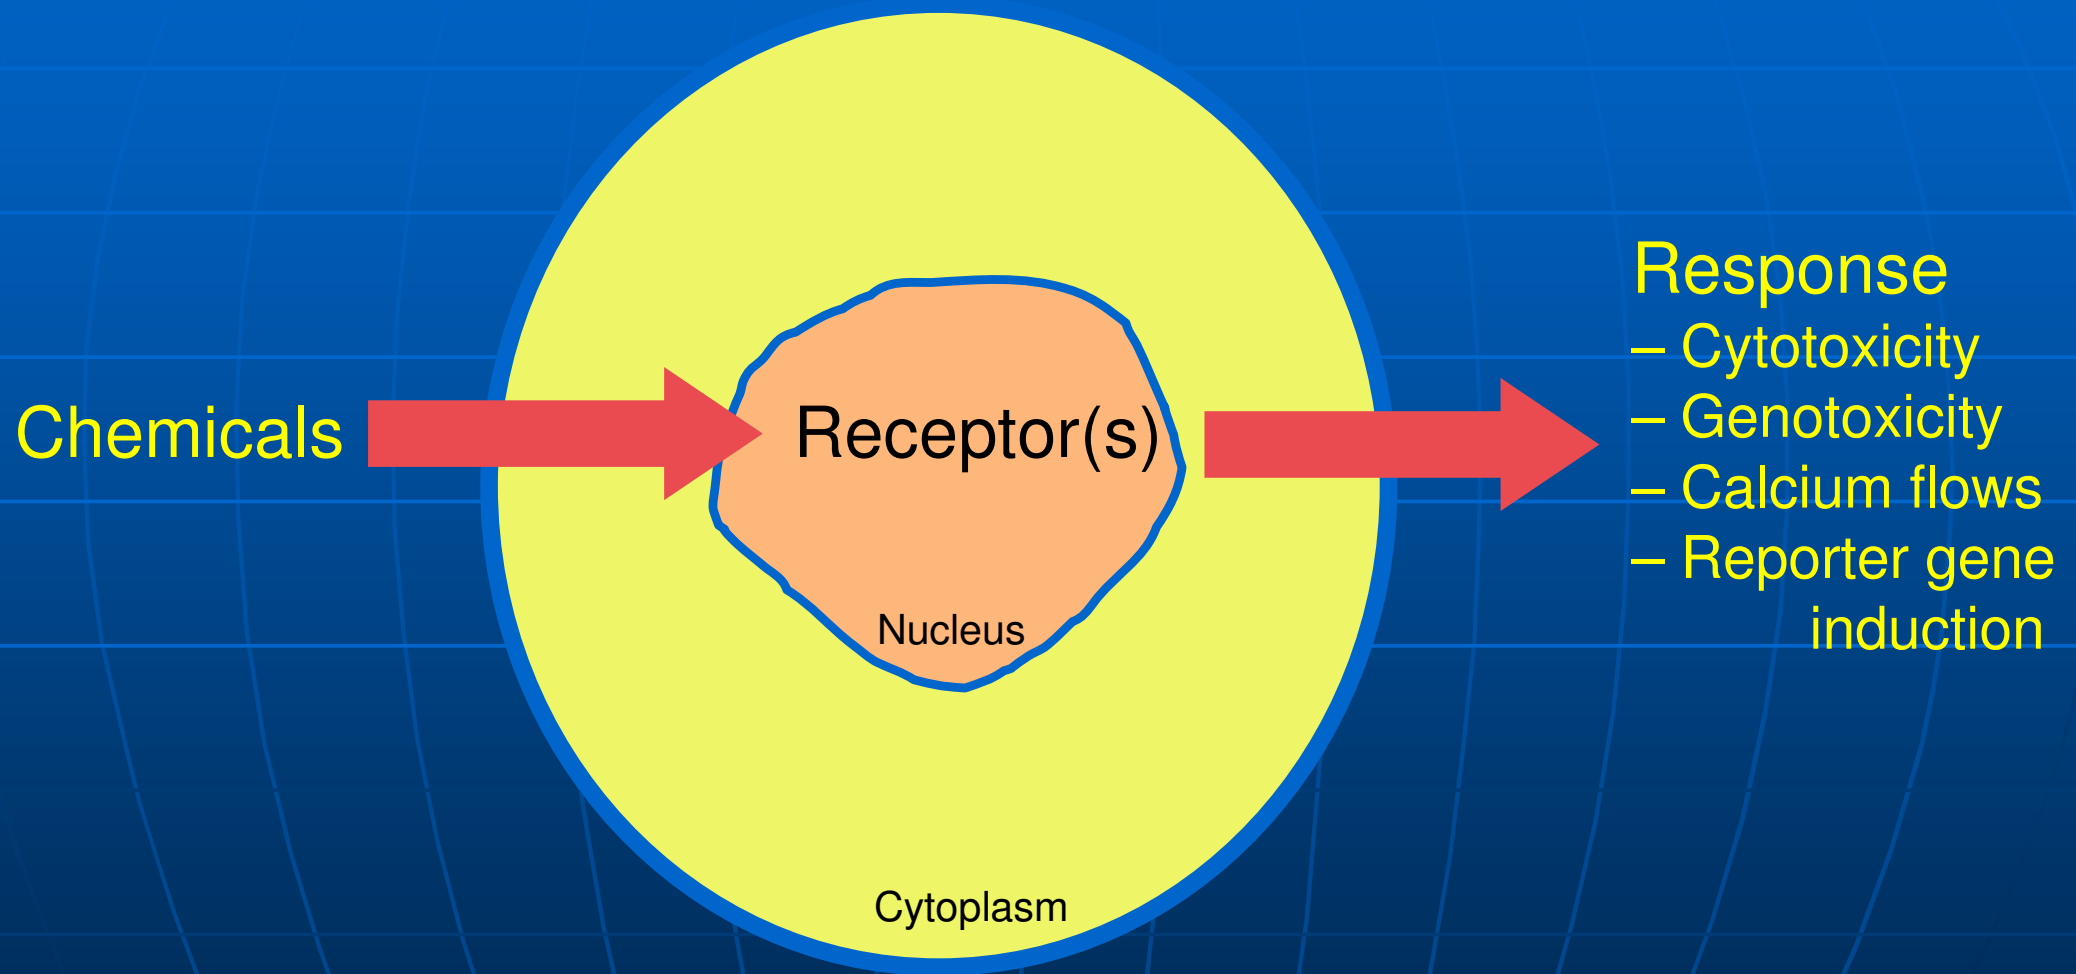 Chemicals
Receptor(s)
Nucleus
Cytoplasm
Response
– Cytotoxicity
– Genotoxicity
– Calcium flows
– Reporter gene
induction